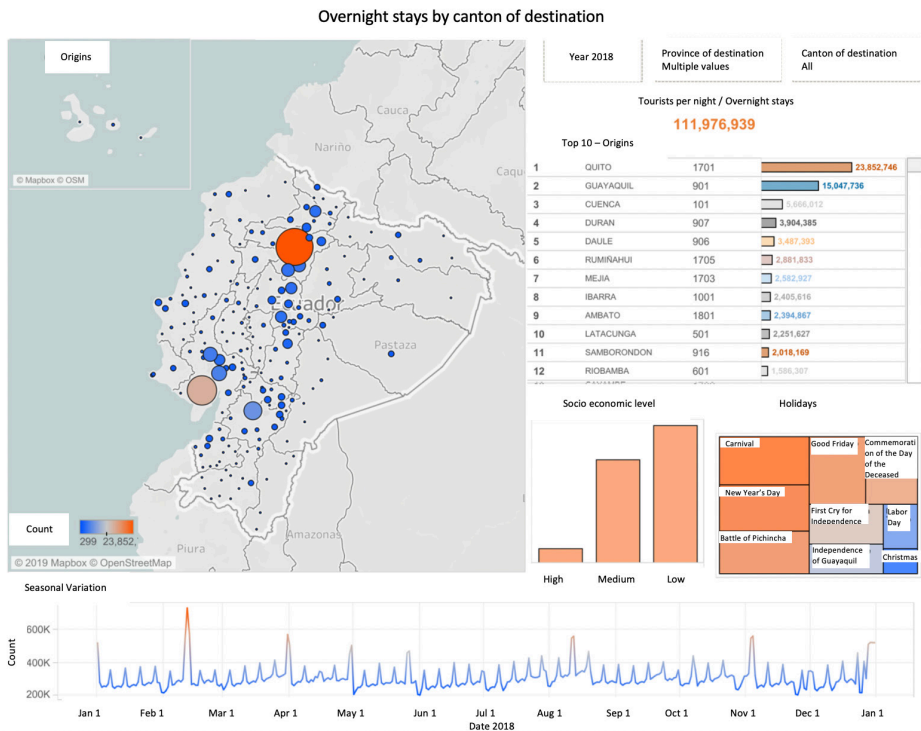 Overnight stays by canton of destination
Origins
© Mapbox © OSM
Cauca
Nariño
Caqu
Ecuador
Pastaza
Amazonas
Piura
Count
299
23,852,
© 2019 Mapbox © OpenStreetMap
Year 2018
Province of destination
Multiple values
Canton of destination
All
Tourists per night / Overnight stays
111,976,939
Top 10 – Origins
1 QUITO 1701 23,852,746
2 GUAYAQUIL 901 15,047,736
3 CUENCA 101 5,666,012
4 DURAN 907 3,904,385
5 DAULE 906 3,487,393
6 RUMIÑAHUI 1705 2,881,833
7 MEJIA 1703 2,582,927
8 IBARRA 1001 2,405,616
9 AMBATO 1801 2,394,867
10 LATACUNGA 501 2,251,627
11 SAMBORONDON 916 2,018,169
12 RIOBAMBA 601 1,586,307
Socio economic level
High
Medium
Low
Holidays
Carnival
New Year's Day
Battle of Pichincha
Good Friday
Commemorati
on of the Day
of the
Deceased
First Cry for
Independence
Labor
Day
Independence
of Guayaquil
Christmas
Seasonal Variation
Count
600K
400K
200K
Jan 1
Feb 1
Mar 1
Apr 1
May 1
Jun 1
Jul 1
Aug 1
Sep 1
Oct 1
Nov 1
Dec 1
Jan 1
Date 2018